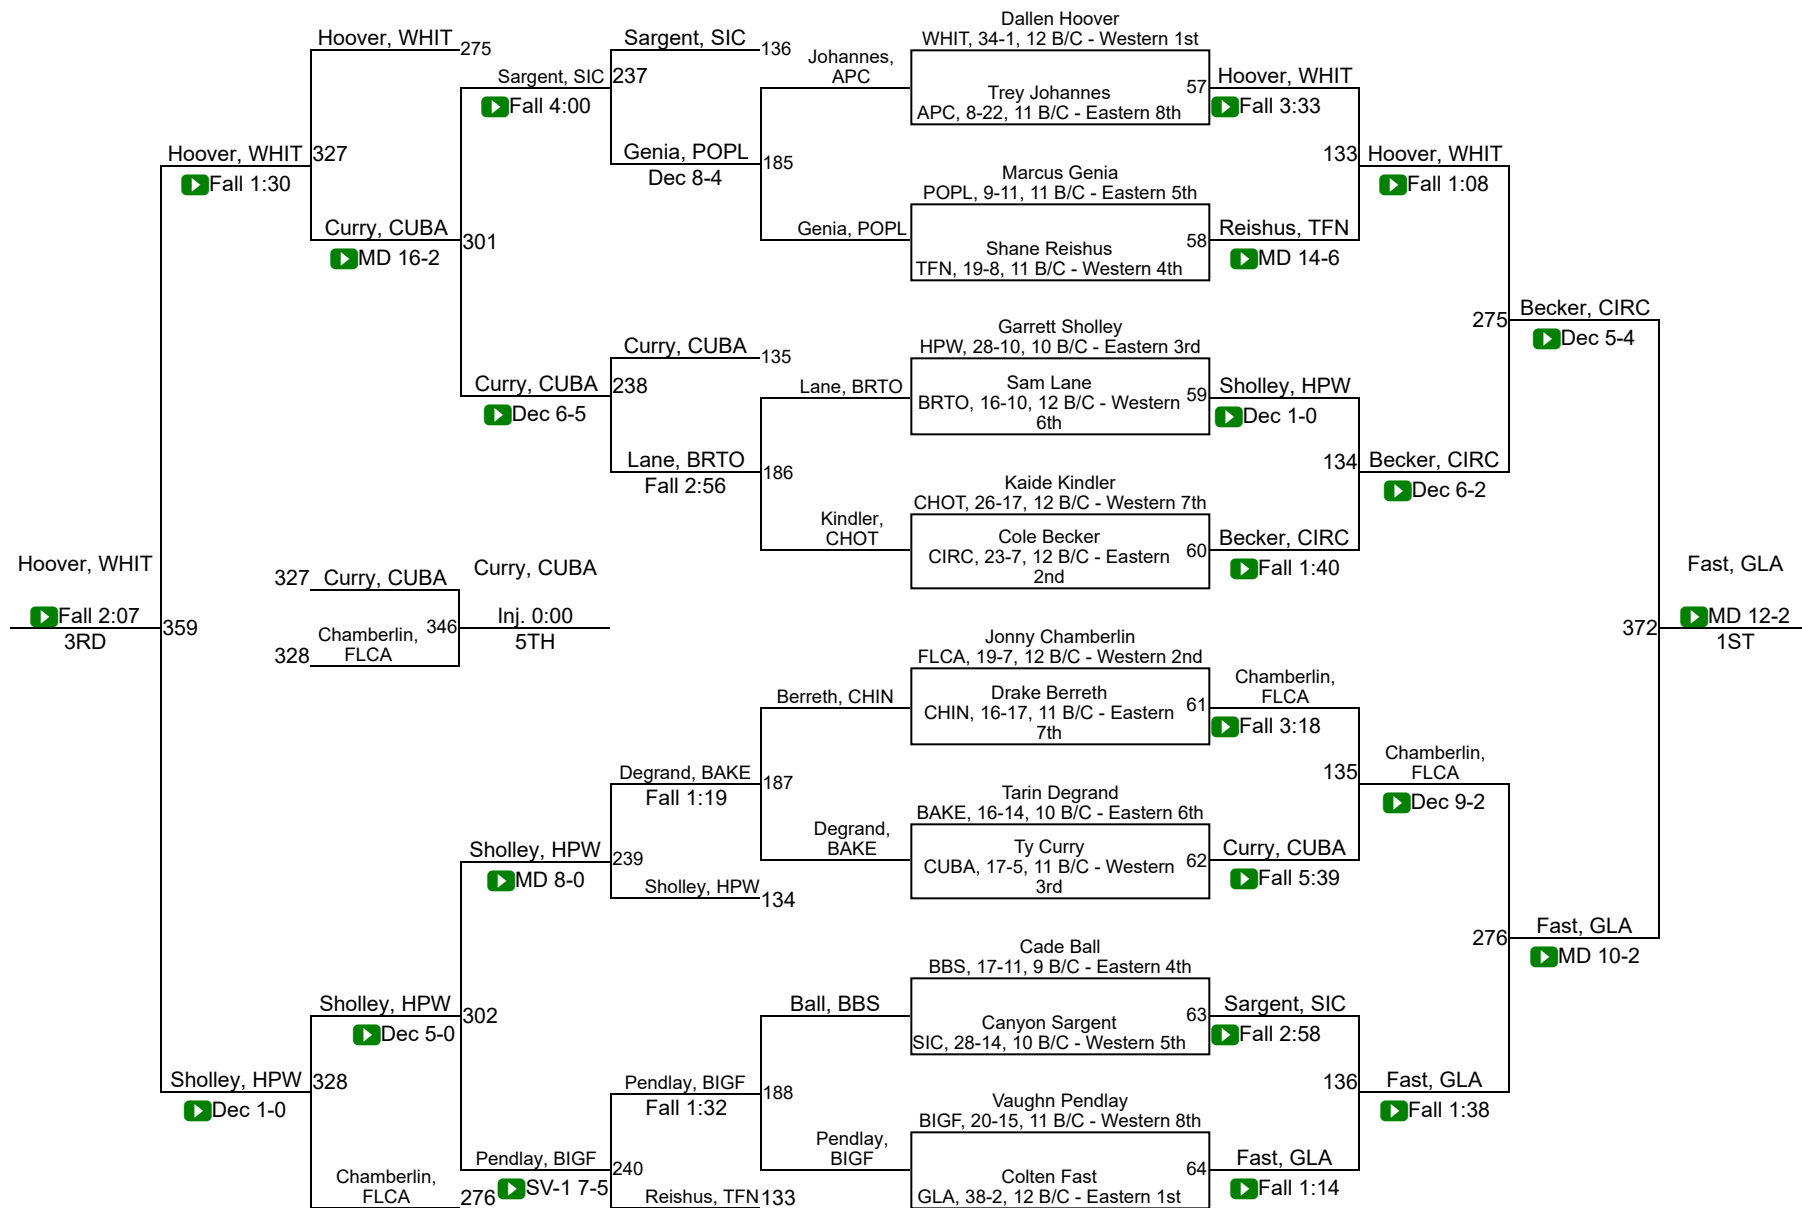 Dallen Hoover
WHIT, 34-1, 12 B/C - Western 1st
Trey Johannes
APC, 8-22, 11 B/C - Eastern 8th
57
Marcus Genia
POPL, 9-11, 11 B/C - Eastern 5th
Shane Reishus
TFN, 19-8, 11 B/C - Western 4th
58
Garrett Sholley
HPW, 28-10, 10 B/C - Eastern 3rd
Sam Lane
BRTO, 16-10, 12 B/C - Western
6th
59
Kaide Kindler
CHOT, 26-17, 12 B/C - Western 7th
Cole Becker
CIRC, 23-7, 12 B/C - Eastern
2nd
60
Jonny Chamberlin
FLCA, 19-7, 12 B/C - Western 2nd
Drake Berreth
CHIN, 16-17, 11 B/C - Eastern
7th
61
Tarin Degrand
BAKE, 16-14, 10 B/C - Eastern 6th
Ty Curry
CUBA, 17-5, 11 B/C - Western
3rd
62
Cade Ball
BBS, 17-11, 9 B/C - Eastern 4th
Canyon Sargent
SIC, 28-14, 10 B/C - Western 5th
63
Vaughn Pendlay
BIGF, 20-15, 11 B/C - Western 8th
Colten Fast
GLA, 38-2, 12 B/C - Eastern 1st
64
Hoover, WHIT
Fall 3:33
Reishus, TFN
MD 14-6
133
Sholley, HPW
Dec 1-0
Becker, CIRC
Fall 1:40
134
Chamberlin,
FLCA
Fall 3:18
Curry, CUBA
Fall 5:39
135
Sargent, SIC
Fall 2:58
Fast, GLA
Fall 1:14
136
Hoover, WHIT
Fall 1:08
Becker, CIRC
Dec 6-2
275
Chamberlin,
FLCA
Dec 9-2
Fast, GLA
Fall 1:38
276
Becker, CIRC
Dec 5-4
Fast, GLA
MD 10-2
372
Fast, GLA
MD 12-2
1ST
Johannes,
APC
Genia, POPL
185
Lane, BRTO
Kindler,
CHOT
186
Berreth, CHIN
Degrand,
BAKE
187
Ball, BBS
Pendlay,
BIGF
188
Sargent, SIC
136
Genia, POPL
Dec 8-4
237
Curry, CUBA
135
Lane, BRTO
Fall 2:56
238
Degrand, BAKE
Fall 1:19
Sholley, HPW
134
239
Pendlay, BIGF
Fall 1:32
Reishus, TFN
133
240
Sargent, SIC
Fall 4:00
Curry, CUBA
Dec 6-5
301
Sholley, HPW
MD 8-0
Pendlay, BIGF
SV-1 7-5
302
Hoover, WHIT
275
Curry, CUBA
MD 16-2
327
Sholley, HPW
Dec 5-0
Chamberlin,
FLCA
276
328
Hoover, WHIT
Fall 1:30
Sholley, HPW
Dec 1-0
359
Hoover, WHIT
Fall 2:07
3RD
327
Curry, CUBA
328
Chamberlin,
FLCA
346
Curry, CUBA
Inj. 0:00
5TH